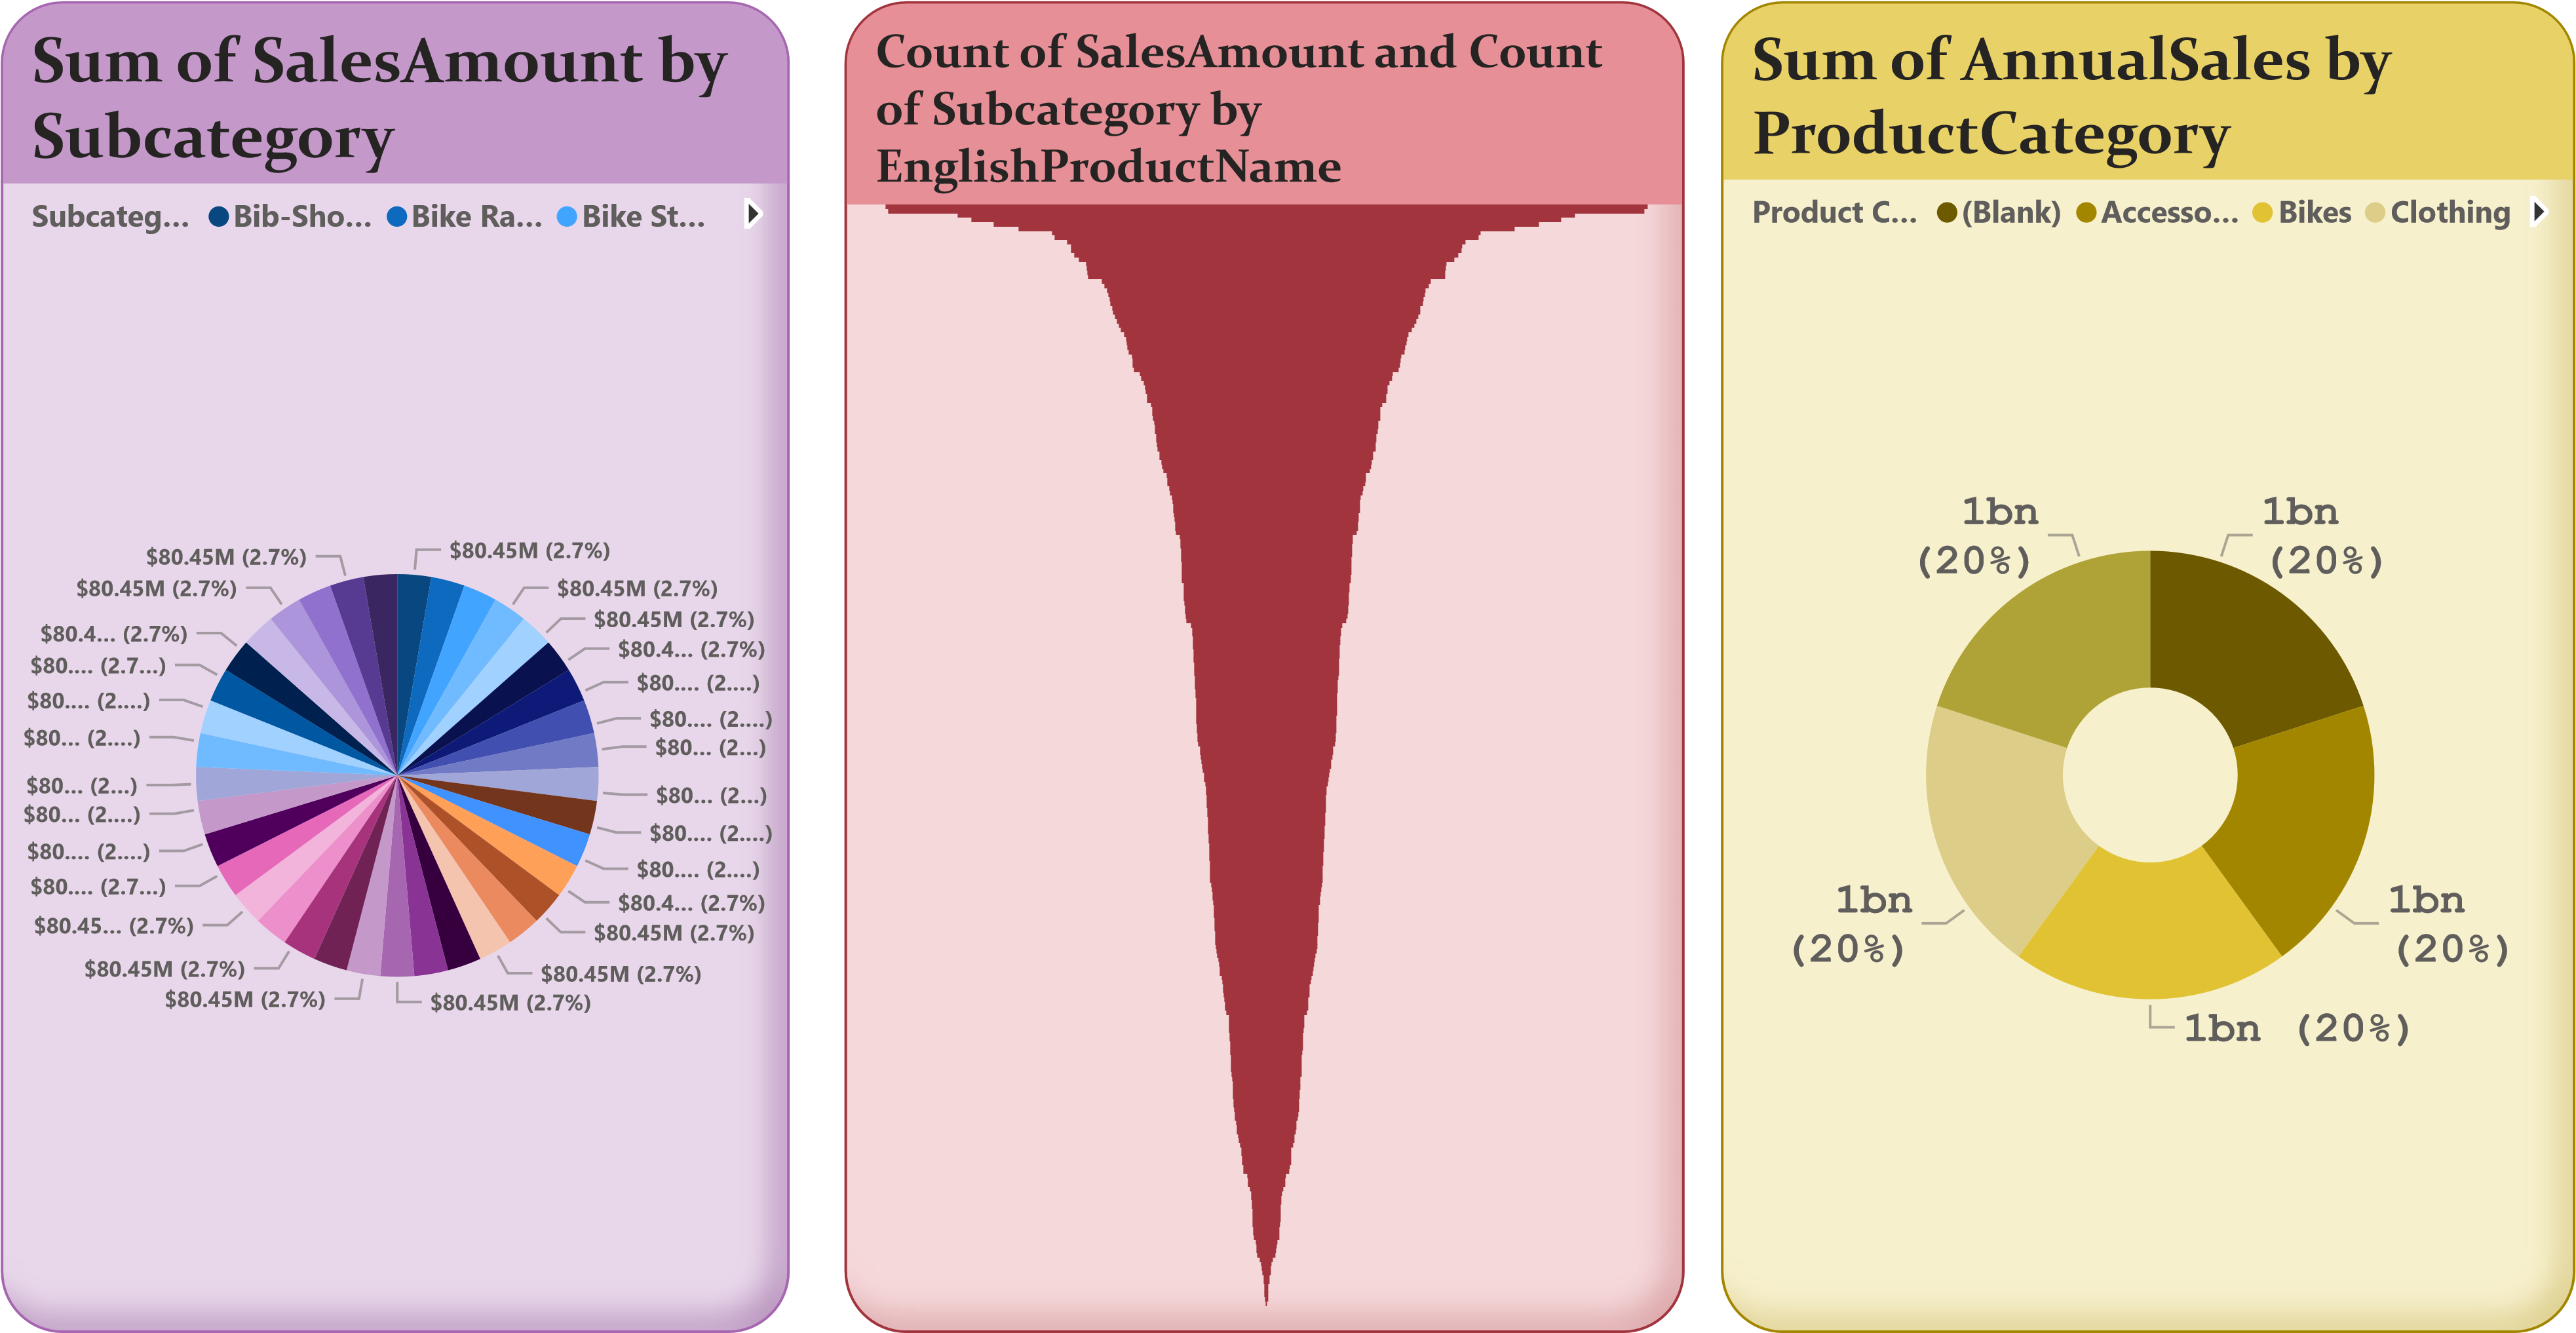 Sum of SalesAmount by
Subcategory
Subcateg... Bib-Sho... Bike Ra... Bike St...
$80.45M (2.7%)
$80.45M (2.7%)
$80.45M (2.7%)
$80.4... (2.7%)
$80.... (2....)
$80.... (2....)
$80... (2...)
$80... (2...)
$80.... (2....)
$80.... (2....)
$80.4... (2.7%)
$80.45M (2.7%)
$80.45M (2.7%)
$80.45M (2.7%)
$80.45M (2.7%)
$80.45M (2.7%)
$80.45... (2.7%)
$80.... (2.7...)
$80.... (2....)
$80... (2....)
$80... (2...)
$80... (2....)
$80.... (2....)
$80.... (2.7...)
$80.4... (2.7%)
$80.45M (2.7%)
$80.45M (2.7%)
Count of SalesAmount and Count
of Subcategory by
EnglishProductName
Sum of AnnualSales by
ProductCategory
Product C... (Blank) Accesso... Bikes Clothing
1bn
(20%)
1bn
(20%)
1bn (20%)
1bn
(20%)
1bn
(20%)